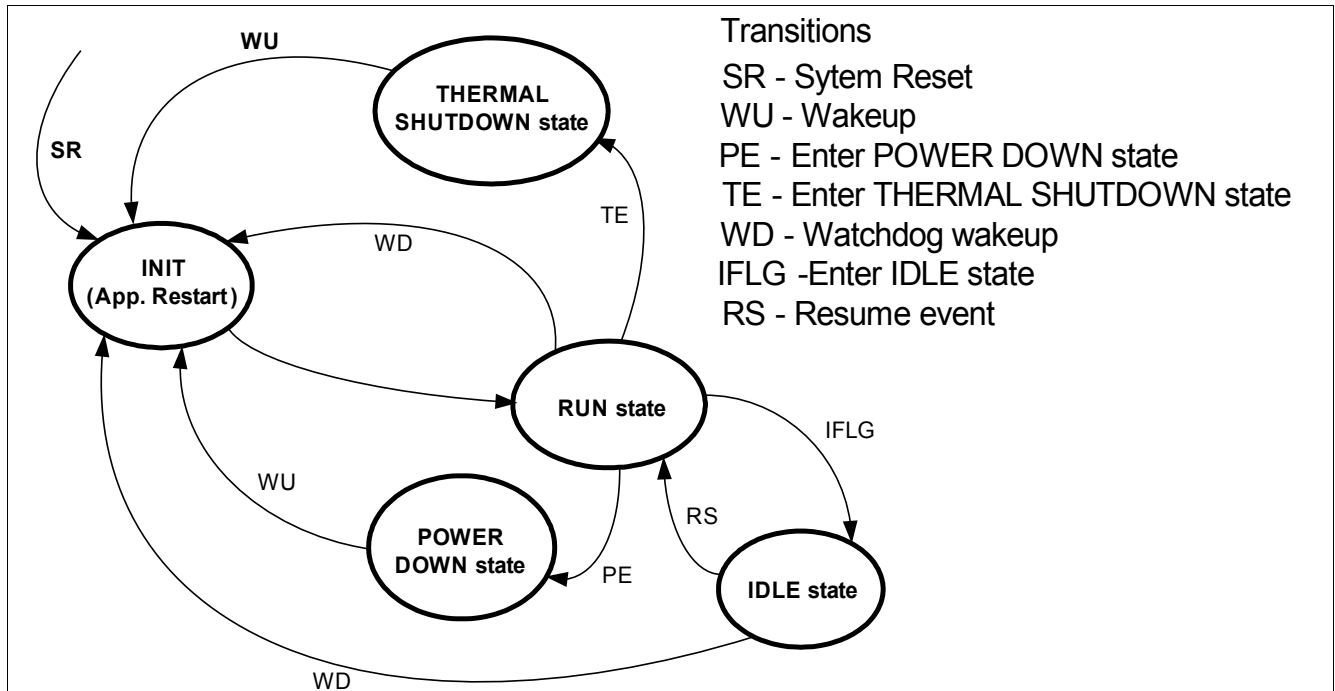 WU
THERMAL
SHUTDOWN state
SR
TE
WD
INIT
(App. Restart)
RUN state
IFLG
WU
RS
POWER
DOWN state
PE
IDLE state
WD
Transitions
SR - Sytem Reset
WU - Wakeup
PE - Enter POWER DOWN state
TE - Enter THERMAL SHUTDOWN state
WD - Watchdog wakeup
IFLG -Enter IDLE state
RS - Resume event